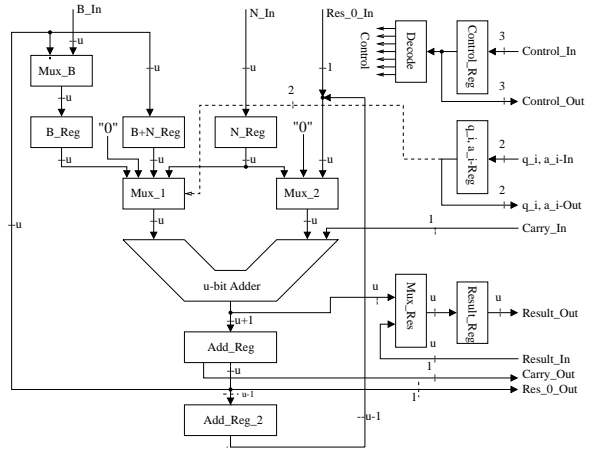 B_In
N_In
Res_0_In
u
u
u
1
Mux_B
Control
Decode
Control_Reg
3
Control_In
3
Control_Out
u
2
B_Reg
"0"
B+N_Reg
N_Reg
"0"
q_i, a_i-Reg
2
q_i, a_i-In
2
q_i, a_i-Out
u
u
u
u
Mux_1
Mux_2
u
u
u
1
Carry_In
u-bit Adder
u
Mux_Res
u
Result_Reg
u
Result_Out
u+1
u
Add_Reg
Result_In
1
Carry_Out
u
Res_0_Out
u-1
1
Add_Reg_2
--u-1